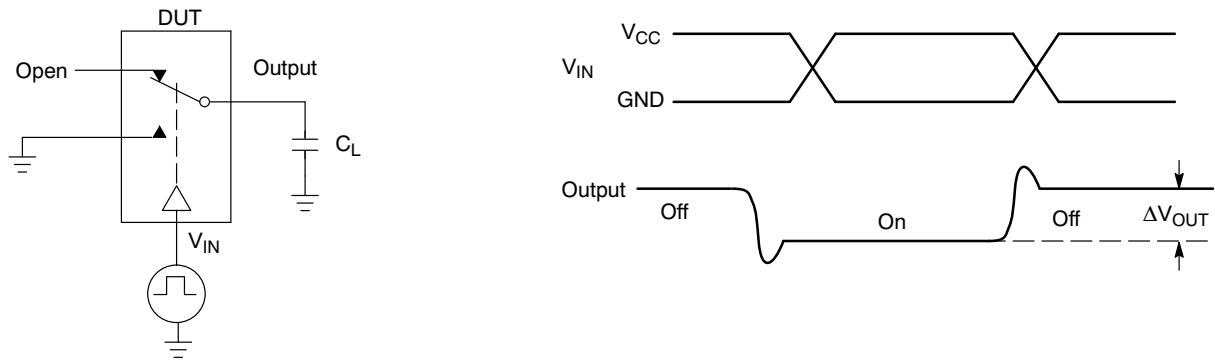 DUT
Open
Output
C_L
V_IN
V_CC
V_IN
GND
Output
Off
On
Off
ΔV_OUT